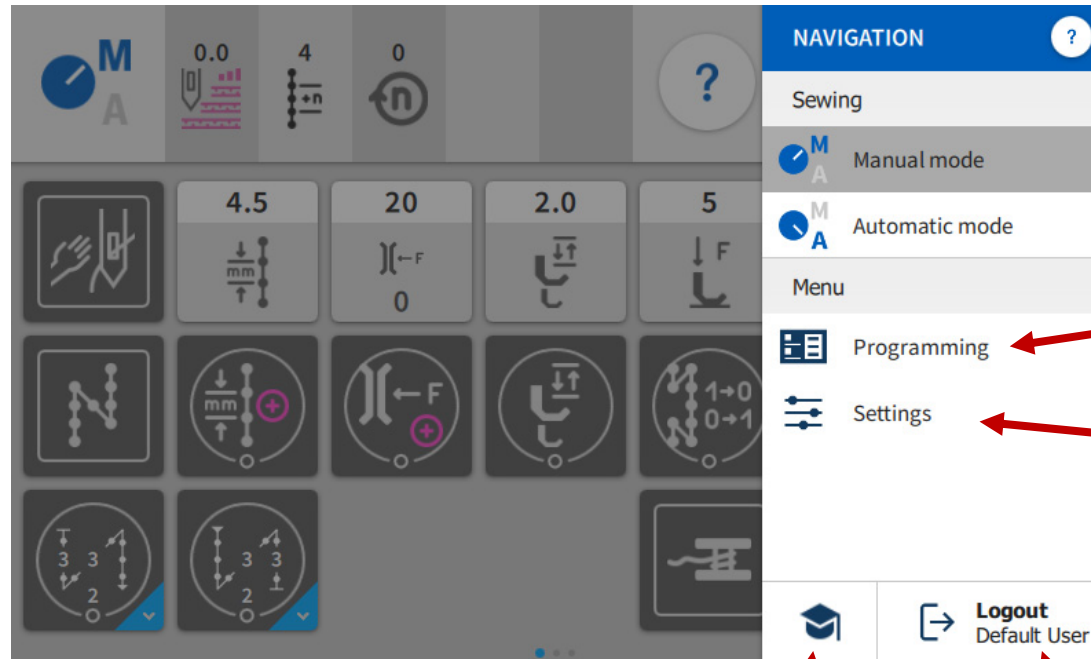 M
A
0.0
4
+n
0
n
?
4.5
mm
20
F
0
2.0
5
F
mm
F
1→0
0→1
3 3
2
3 3
2
NAVIGATION
?
Sewing
M
A
Manual mode
M
A
Automatic mode
Menu
Programming
Settings
Logout
Default User